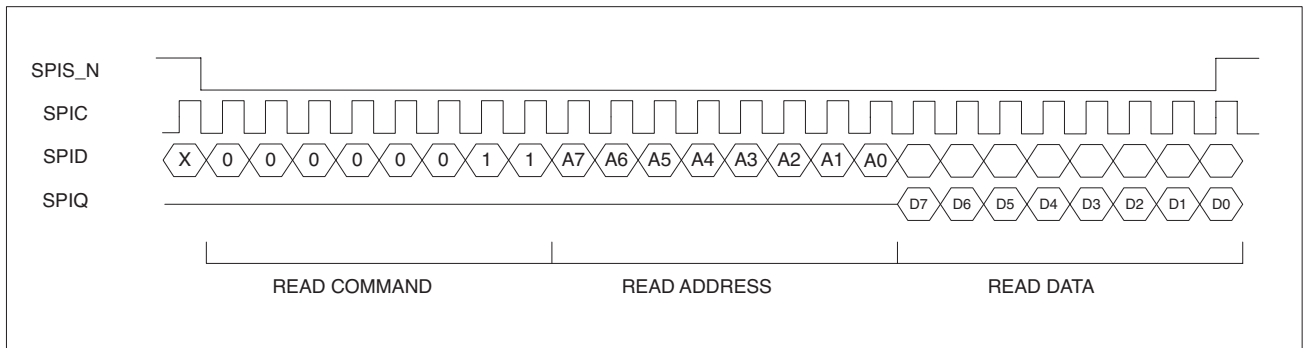 SPIS_N
SPIC
SPID X 0 0 0 0 0 0 1 1 A7 A6 A5 A4 A3 A2 A1 A0
SPIQ D7 D6 D5 D4 D3 D2 D1 D0
READ COMMAND READ ADDRESS READ DATA